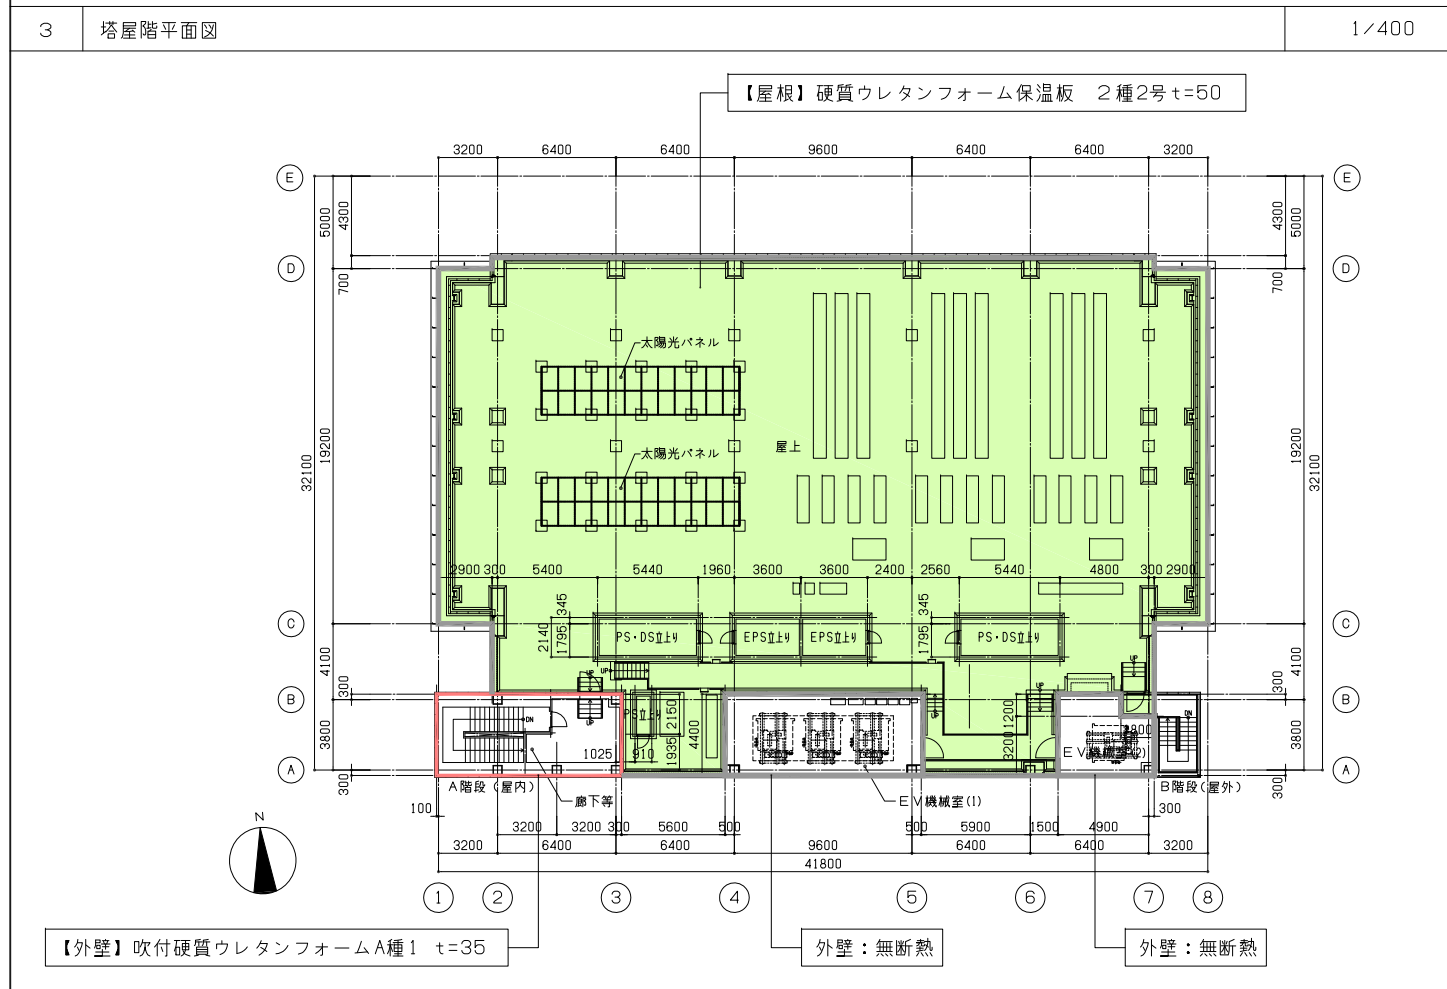 3 塔屋階平面図 1/400
【屋根】硬質ウレタンフォーム保温板 2種2号t=50
3200 6400 6400 9600 6400 6400 3200
E E
5000 4300 4300 5000
D D
700 700
太陽光パネル
太陽光パネル
屋上
32100 19200 19200 32100
2900 300 5400 5440 1960 3600 3600 2400 2560 5440 4800 300 2900
345 345
C C
2140 1795 1795
PS・DS立上り EPS立上り EPS立上り PS・DS立上り
4100 4100
UP UP UP
300 300
B B
UP UP
DN PS立上り 2150 1200 DN
3800 4400 3800
1025 910 1935 3200 EV機械室(2)
A A
300 300
A階段(屋内) B階段(屋外)
廊下等 EV機械室(1)
100 300
3200 3200 300 5600 500 500 5900 1500 4900
3200 6400 6400 9600 6400 6400 3200
41800
N
1 2 3 4 5 6 7 8
【外壁】吹付硬質ウレタンフォームA種1 t=35
外壁：無断熱
外壁：無断熱